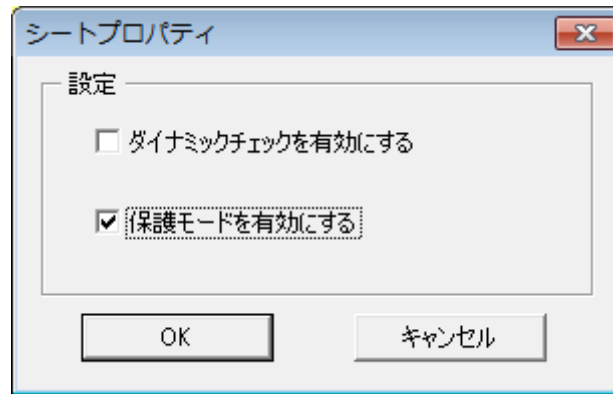 シートプロパティ
設定
ダイナミックチェックを有効にする
保護モードを有効にする
OK
キャンセル